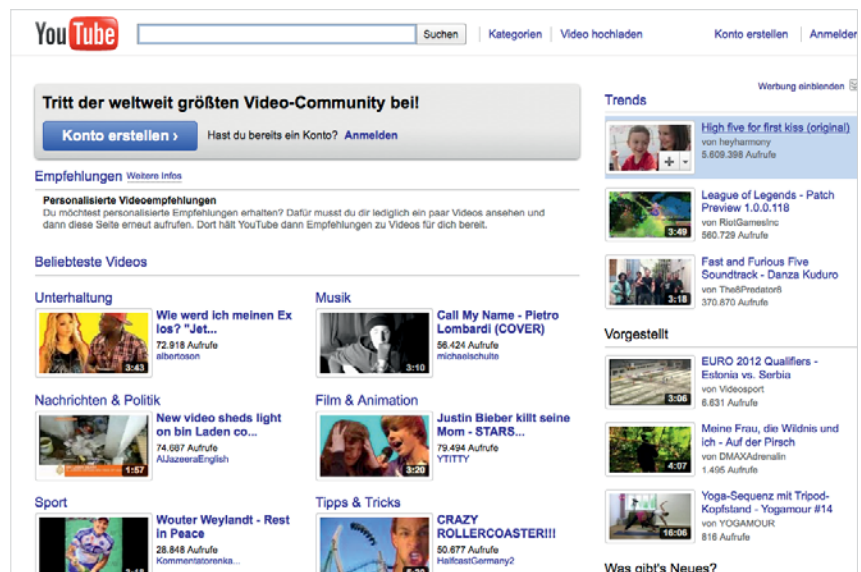 YouTube
Suchen
Kategorien
Video hochladen
Konto erstellen
Anmelden
Werbung einblenden
Tritt der weltweit größten Video-Community bei!
Konto erstellen ›
Hast du bereits ein Konto? Anmelden
Empfehlungen Weitere Infos
Personalisierte Videoempfehlungen
Du möchtest personalisierte Empfehlungen erhalten? Dafür musst du dir lediglich ein paar Videos ansehen und
dann diese Seite erneut aufrufen. Dort hält YouTube dann Empfehlungen zu Videos für dich bereit.
Beliebteste Videos
Unterhaltung
Wie werd ich meinen Ex
los? "Jet...
72.918 Aufrufe
albertoson
3:43
Musik
Call My Name - Pietro
Lombardi (COVER)
56.424 Aufrufe
michaelschulte
3:10
Nachrichten & Politik
New video sheds light
on bin Laden co...
74.687 Aufrufe
AlJazeeraEnglish
1:57
Film & Animation
Justin Bieber killt seine
Mom - STARS...
79.494 Aufrufe
YTITTY
3:20
Sport
Wouter Weylandt - Rest
in Peace
28.848 Aufrufe
Kommentatorenka...
Tipps & Tricks
CRAZY
ROLLERCOASTER!!!
50.677 Aufrufe
HalfcastGermany2
Trends
High five for first kiss (original)
von heyharmony
5.609.398 Aufrufe
League of Legends - Patch
Preview 1.0.0.118
von RiotGamesInc
560.729 Aufrufe
3:49
Fast and Furious Five
Soundtrack - Danza Kuduro
von The8Predator8
370.870 Aufrufe
3:18
Vorgestellt
EURO 2012 Qualifiers -
Estonia vs. Serbia
von Videosport
6.631 Aufrufe
3:06
Meine Frau, die Wildnis und
ich - Auf der Pirsch
von DMAXAdrenalin
1.495 Aufrufe
4:07
Yoga-Sequenz mit Tripod-
Kopfstand - Yogamour #14
von YOGAMOUR
816 Aufrufe
16:06
Was gibt's Neues?